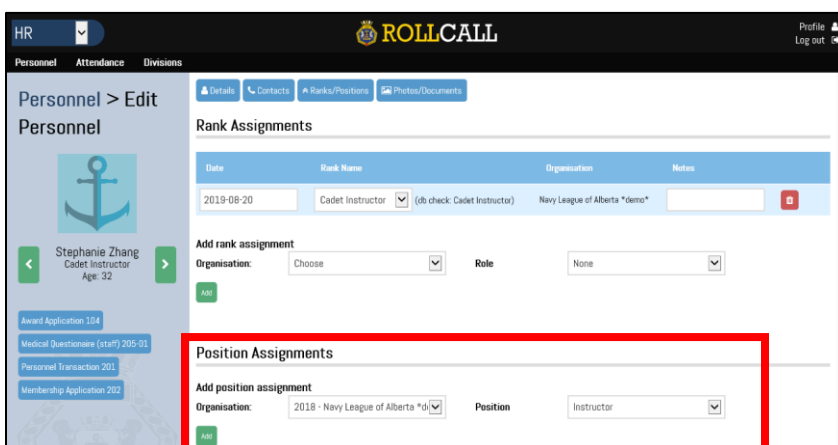 HR
ROLLCALL
Profile
Log out
Personnel Attendance Divisions
Personnel > Edit
Personnel
Stephanie Zhang
Cadet Instructor
Age: 32
Award Application 104
Medical Questionaire (staff) 205-01
Personnel Transaction 201
Membership Application 202
Details Contacts Ranks/Positions Photos/Documents
Rank Assignments
Date Rank Name Organisation Notes
2019-08-20 Cadet Instructor (db check: Cadet Instructor) Navy League of Alberta *demo*
Add rank assignment
Organisation: Choose Role None
Add
Position Assignments
Add position assignment
Organisation: 2018 - Navy League of Alberta *d Position Instructor
Add